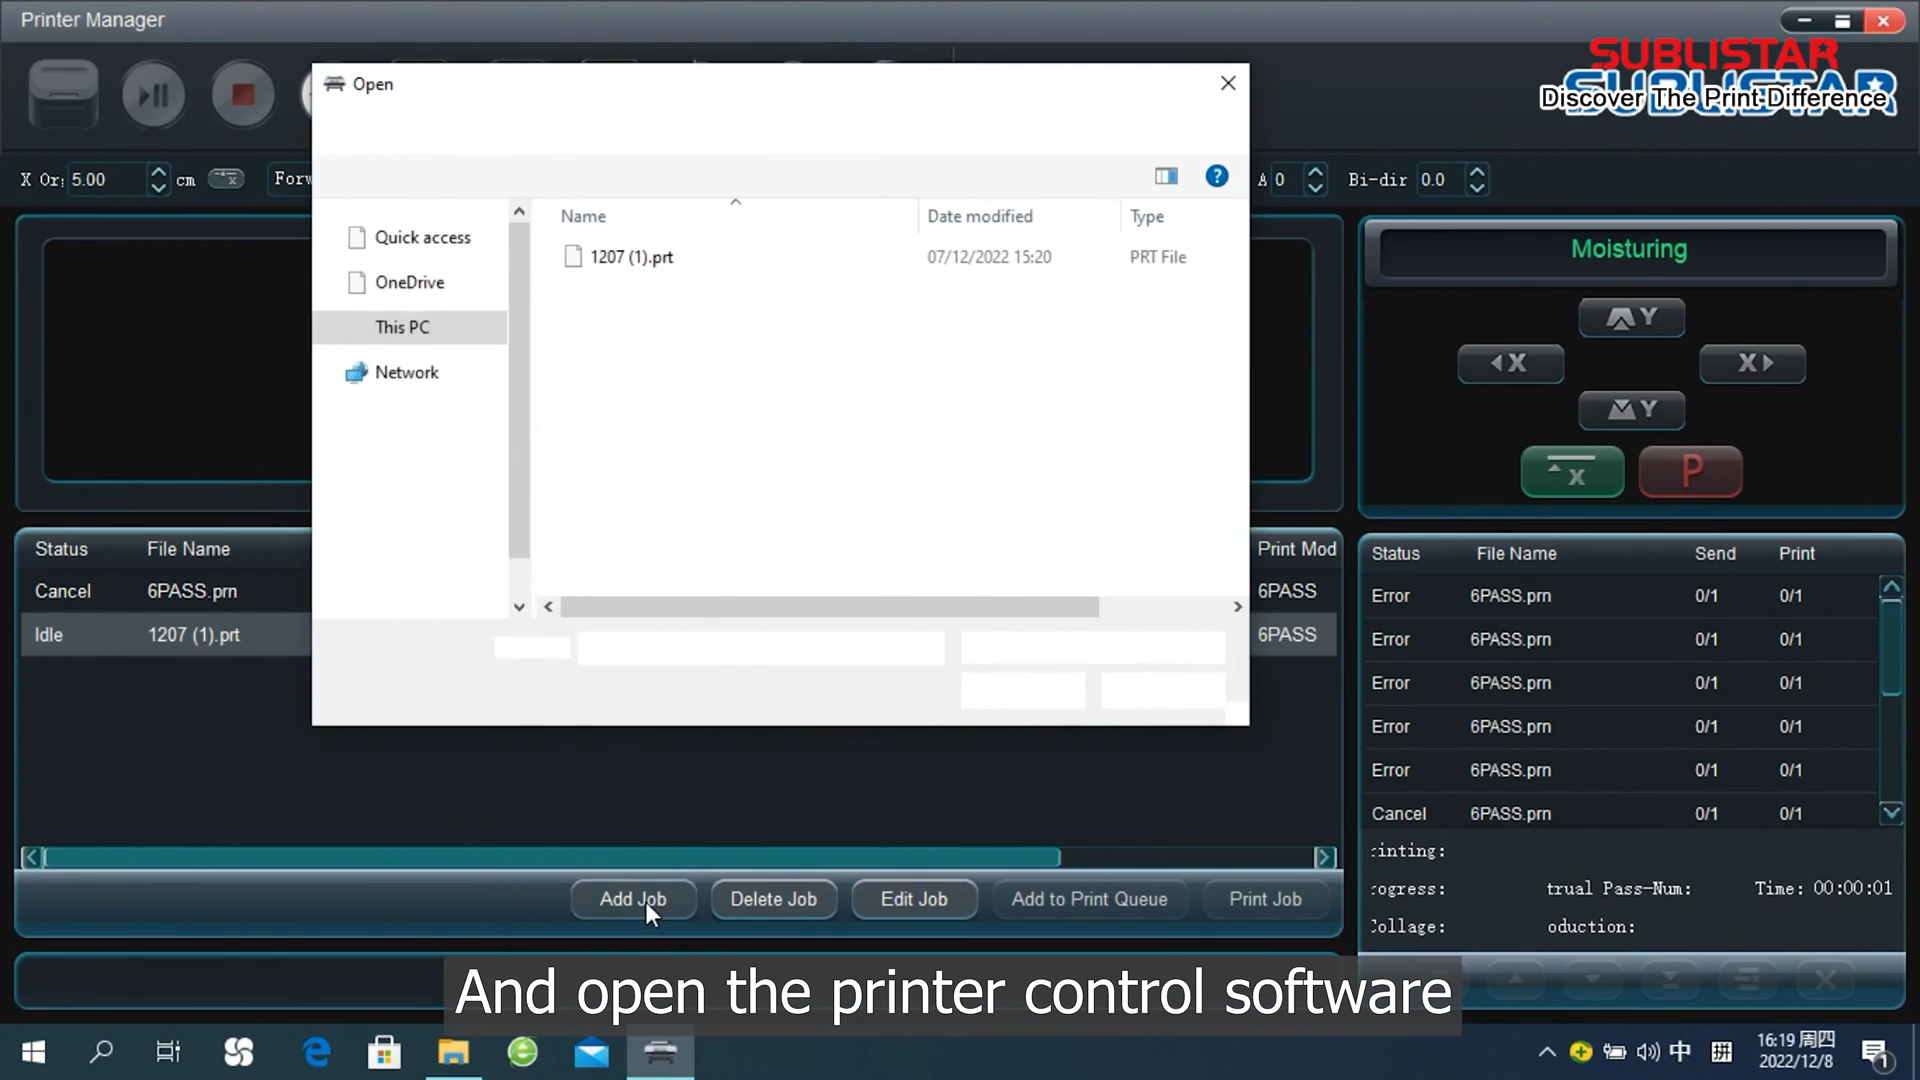 Printer Manager
SUBLISTAR
SUBLISTAR
Discover The Print Difference
Open
X Or: 5.00 cm
Forw
A 0
Bi-dir 0.0
Name Date modified Type
Quick access
OneDrive
This PC
Network
1207 (1).prt 07/12/2022 15:20 PRT File
Moisturing
Y
X
X
Y
X
P
Status File Name Print Mod
Cancel 6PASS.prn 6PASS
Idle 1207 (1).prt 6PASS
Status File Name Send Print
Error 6PASS.prn 0/1 0/1
Error 6PASS.prn 0/1 0/1
Error 6PASS.prn 0/1 0/1
Error 6PASS.prn 0/1 0/1
Error 6PASS.prn 0/1 0/1
Cancel 6PASS.prn 0/1 0/1
rinting:
rogress: trual Pass-Num: Time: 00:00:01
Collage: oduction:
Add Job Delete Job Edit Job Add to Print Queue Print Job
And open the printer control software
中 拼 16:19 周四
2022/12/8
1